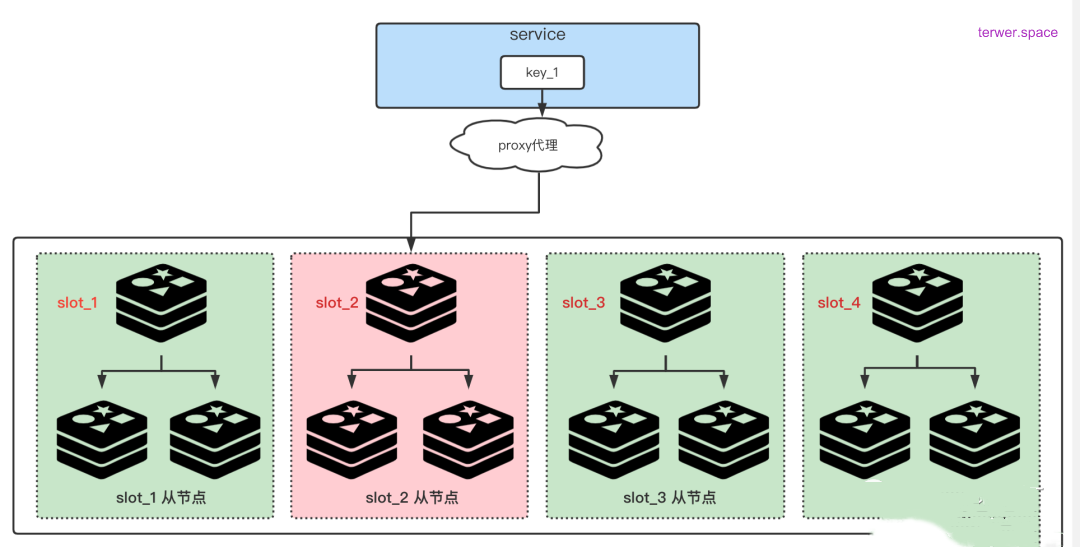 service
terwer.space
key_1
proxy代理
slot_1
slot_2
slot_3
slot_4
slot_1 从节点
slot_2 从节点
slot_3 从节点